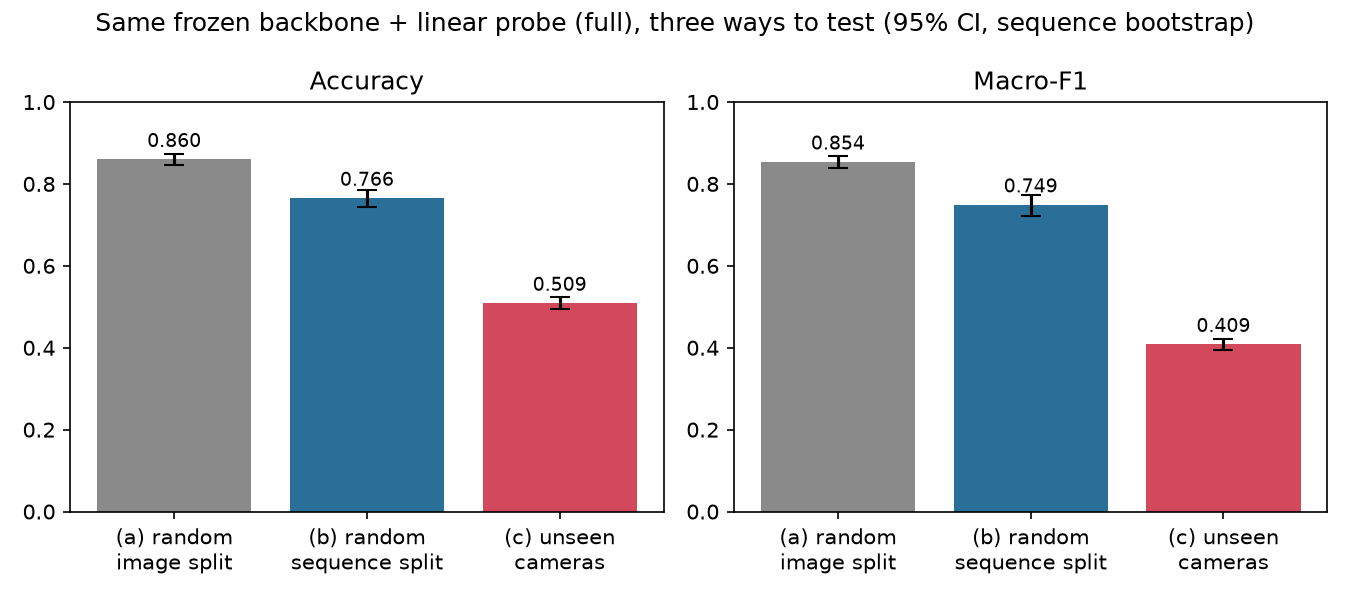 Same frozen backbone + linear probe (full), three ways to test (95% CI, sequence bootstrap)
Accuracy
1.0
0.8
0.6
0.4
0.2
0.0
0.860
0.766
0.509
(a) random
image split
(b) random
sequence split
(c) unseen
cameras
Macro-F1
1.0
0.8
0.6
0.4
0.2
0.0
0.854
0.749
0.409
(a) random
image split
(b) random
sequence split
(c) unseen
cameras